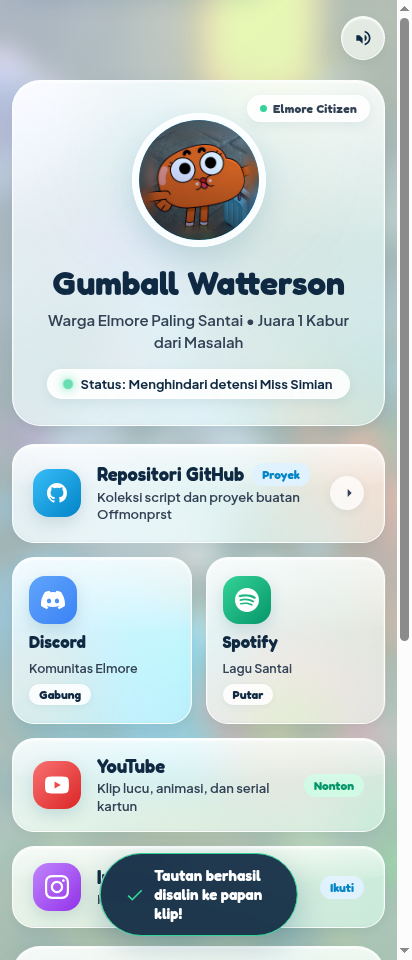 Elmore Citizen
Gumball Watterson
Warga Elmore Paling Santai • Juara 1 Kabur
dari Masalah
Status: Menghindari detensi Miss Simian
Repositori GitHub
Proyek
Koleksi script dan proyek buatan
Offmonprst
Discord
Komunitas Elmore
Gabung
Spotify
Lagu Santai
Putar
YouTube
Klip lucu, animasi, dan serial
kartun
Nonton
Ikuti
Tautan berhasil
disalin ke papan
klip!